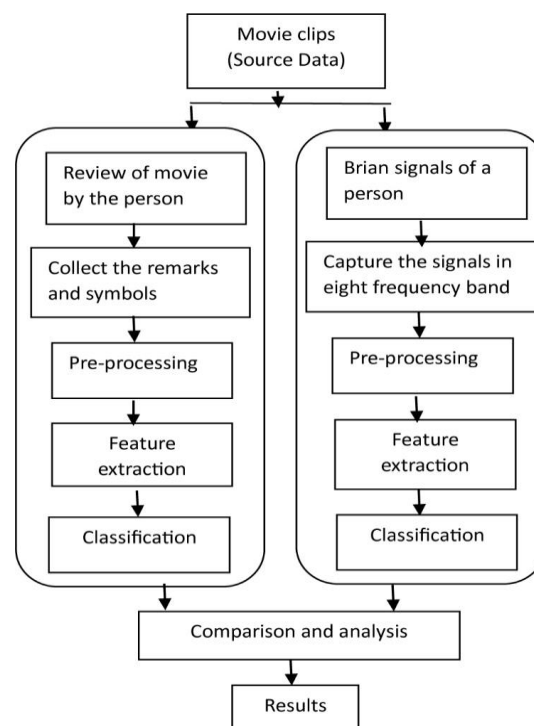 Movie clips
(Source Data)
Review of movie
by the person
Collect the remarks
and symbols
Pre-processing
Feature
extraction
Classification
Brian signals of a
person
Capture the signals in
eight frequency band
Pre-processing
Feature
extraction
Classification
Comparison and analysis
Results